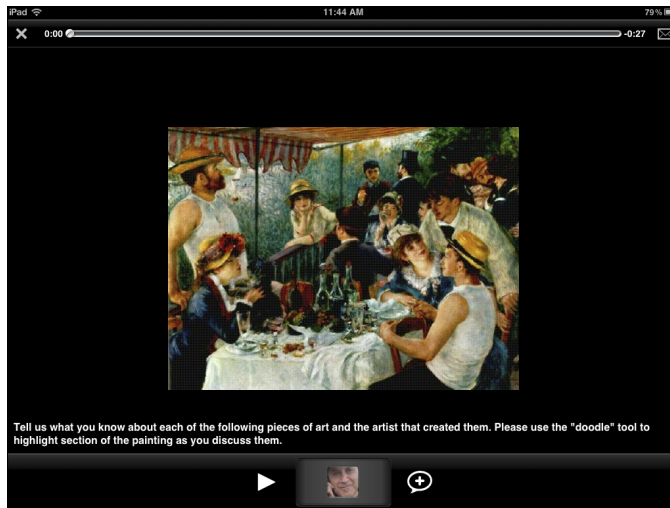 iPad 11:44 AM 79%
0:00 -0:27
Tell us what you know about each of the following pieces of art and the artist that created them. Please use the "doodle" tool to
highlight section of the painting as you discuss them.